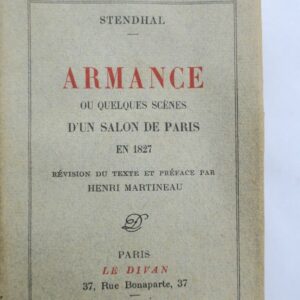 STENDHAL
ARMANCE
OU QUELQUES SCÈNES
D'UN SALON DE PARIS
EN 1827
RÉVISION DU TEXTE ET PRÉFACE PAR
HENRI MARTINEAU
D
PARIS
LE DIVAN
37, Rue Bonaparte, 37